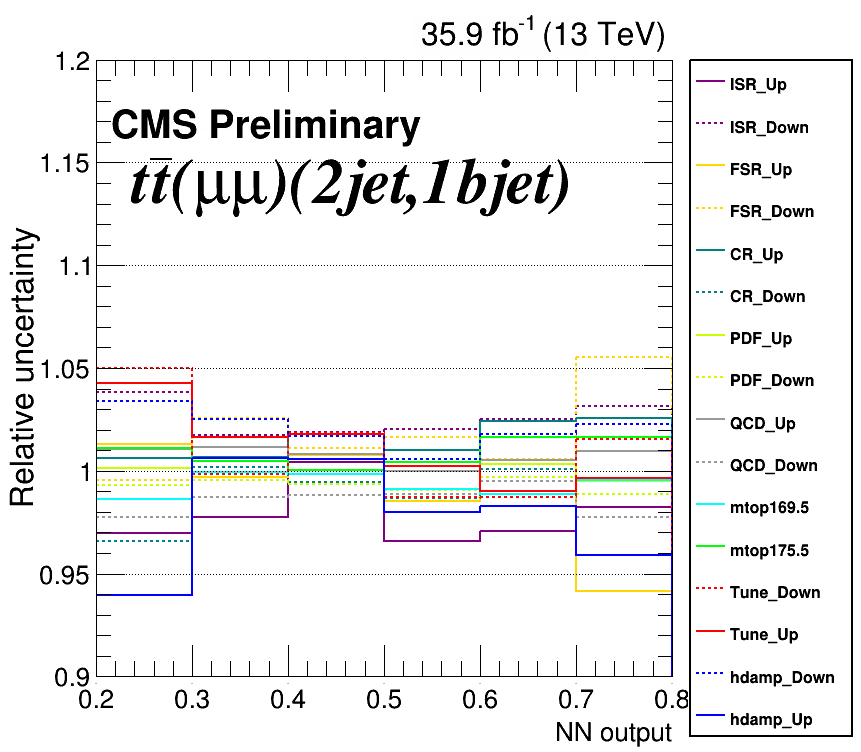 35.9 fb-1 (13 TeV)
CMS Preliminary
tt̄(μμ)(2jet,1bjet)
Relative uncertainty
1.2
1.15
1.1
1.05
1
0.95
0.9
0.2 0.3 0.4 0.5 0.6 0.7 0.8
NN output
ISR_Up
ISR_Down
FSR_Up
FSR_Down
CR_Up
CR_Down
PDF_Up
PDF_Down
QCD_Up
QCD_Down
mtop169.5
mtop175.5
Tune_Down
Tune_Up
hdamp_Down
hdamp_Up